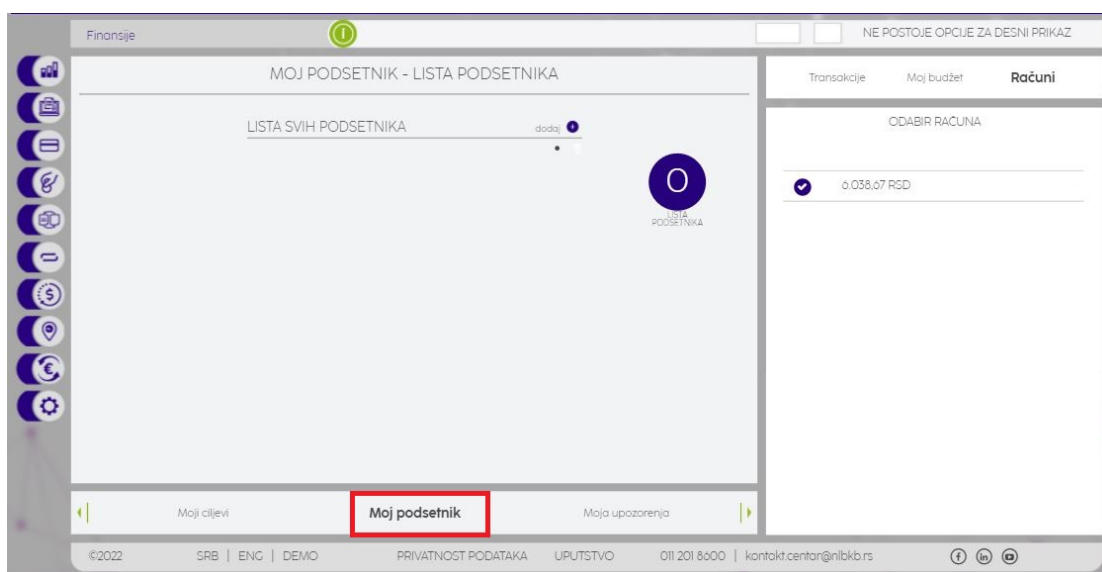 Finansije
NE POSTOJE OPCIJE ZA DESNI PRIKAZ
MOJ PODSETNIK - LISTA PODSETNIKA
LISTA SVIH PODSETNIKA
dodaj
0
LISTA
PODSETNIKA
Transakcije Moj budžet Računi
ODABIR RAČUNA
6.038,67 RSD
Moji ciljevi Moj podsetnik Moja upozorenja
©2022 SRB | ENG | DEMO PRIVATNOST PODATAKA UPUTSTVO 011 201 8600 | kontakt.centar@nlbkb.rs